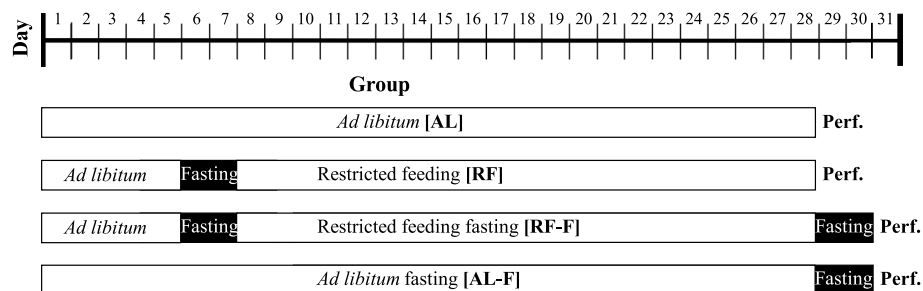 Day
1 2 3 4 5 6 7 8 9 10 11 12 13 14 15 16 17 18 19 20 21 22 23 24 25 26 27 28 29 30 31
Group
Ad libitum [AL] Perf.
Ad libitum Fasting Restricted feeding [RF] Perf.
Ad libitum Fasting Restricted feeding fasting [RF-F] Fasting Perf.
Ad libitum fasting [AL-F] Fasting Perf.